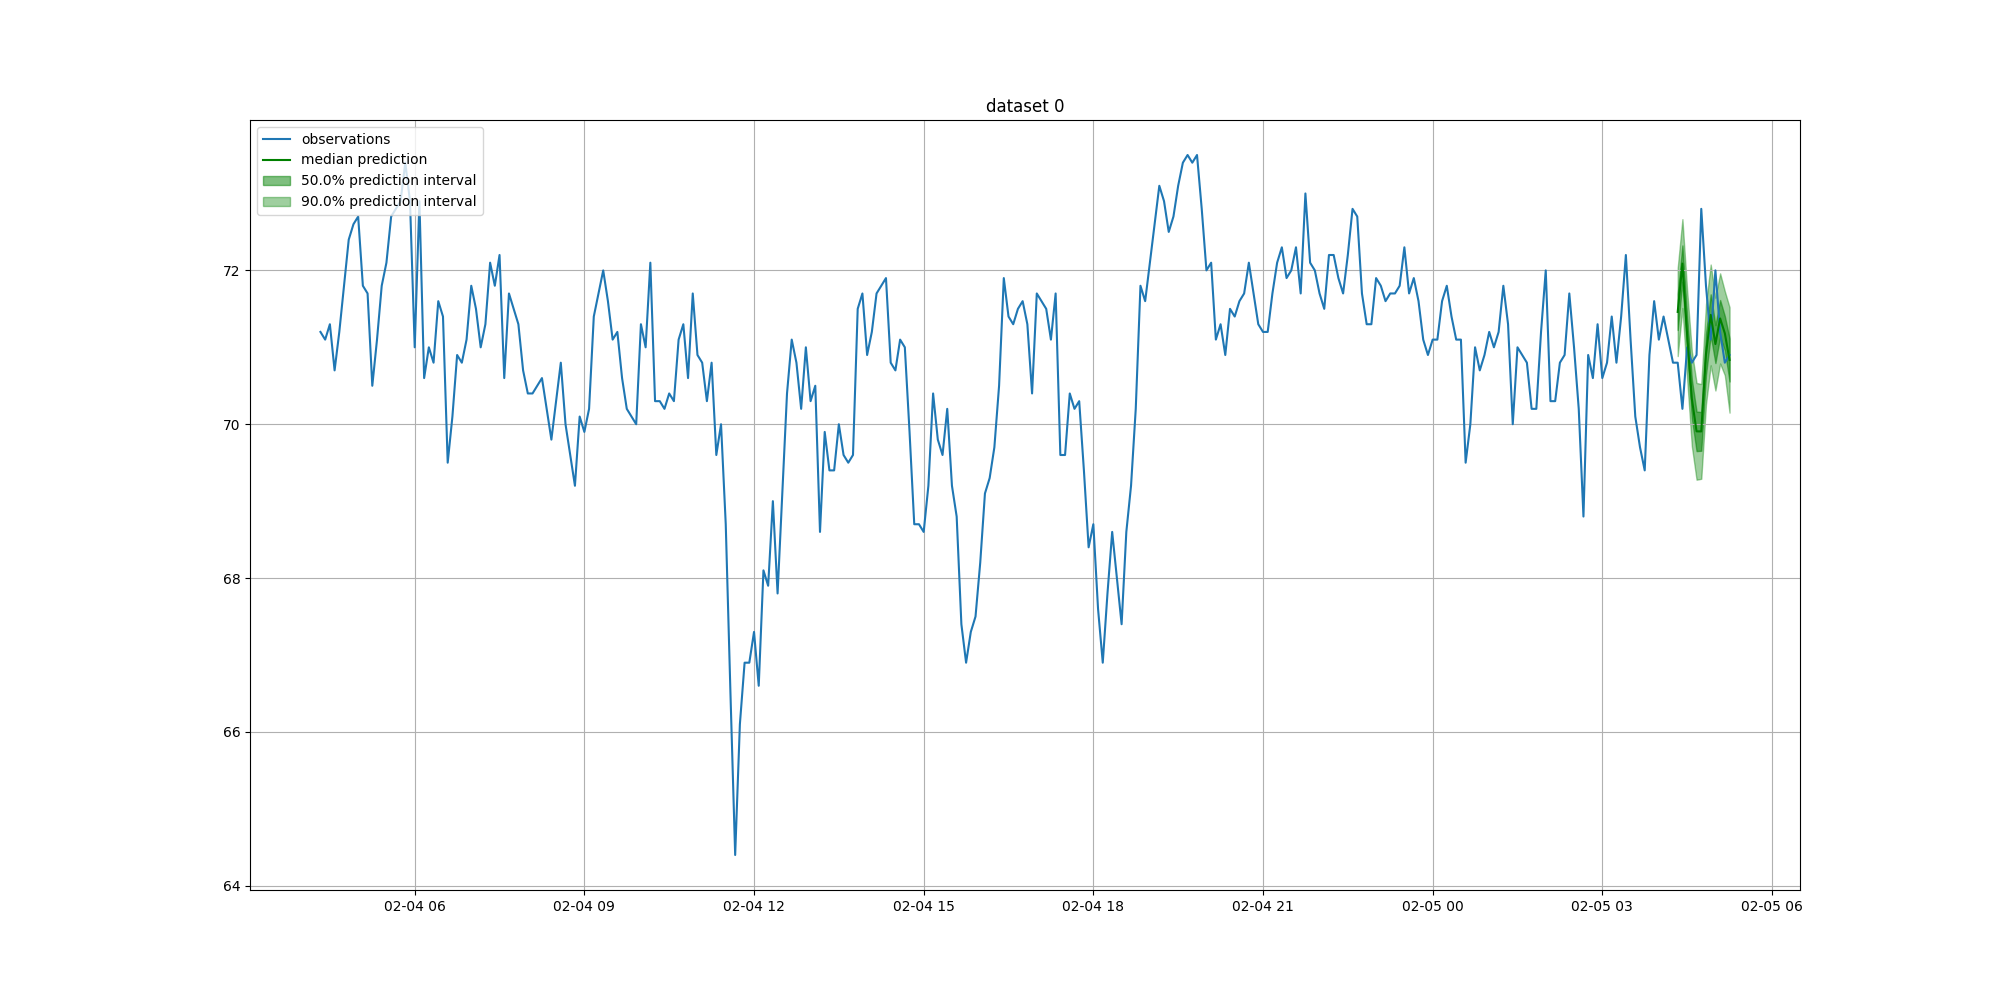 dataset 0
observations
median prediction
50.0% prediction interval
90.0% prediction interval
72
70
68
66
64
02-04 06
02-04 09
02-04 12
02-04 15
02-04 18
02-04 21
02-05 00
02-05 03
02-05 06